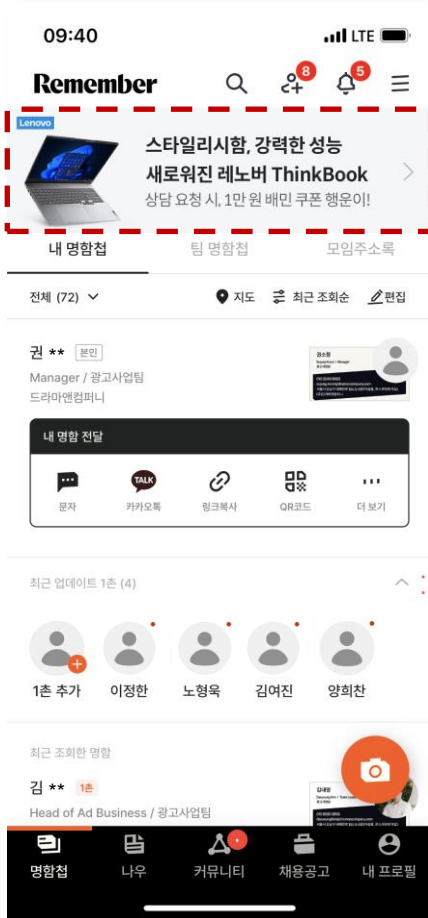 09:40
LTE
Remember
8
5
Lenovo
스타일리시함, 강력한 성능
새로워진 레노버 ThinkBook
상담 요청 시, 1만 원 배민 쿠폰 행운이!
내 명함첩 팀 명함첩 모임주소록
전체 (72) 지도 최근 조회순 편집
권 ** 본인
Manager / 광고사업팀
드라마앤컴퍼니
내 명함 전달
TALK
문자 카카오톡 링크복사 QR코드 더 보기
최근 업데이트 1촌 (4)
1촌 추가 이정한 노형욱 김여진 양희찬
최근 조회한 명함
김 ** 1촌
Head of Ad Business / 광고사업팀
명함첩 나우 커뮤니티 채용공고 내 프로필